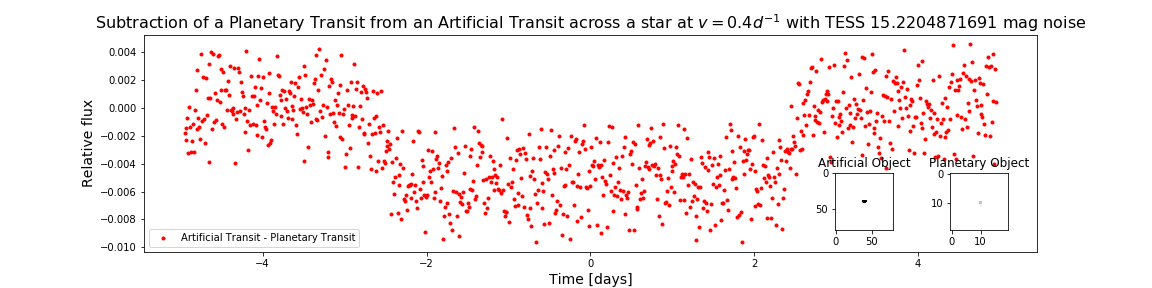 Subtraction of a Planetary Transit from an Artificial Transit across a star at v = 0.4d⁻¹ with TESS 15.2204871691 mag noise
Relative flux
0.004
0.002
0.000
−0.002
−0.004
−0.006
−0.008
−0.010
Artificial Transit - Planetary Transit
Artificial Object
0
50
0 50
Planetary Object
0
10
0 10
−4 −2 0 2 4
Time [days]